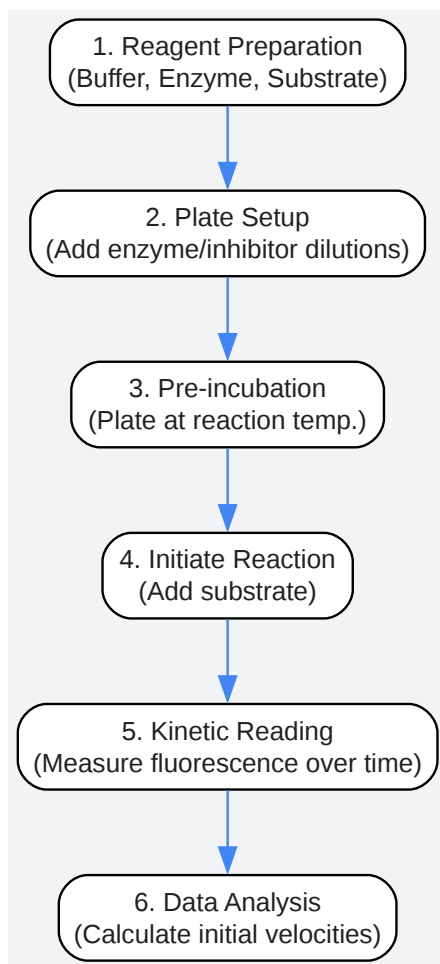 1. Reagent Preparation
(Buffer, Enzyme, Substrate)
2. Plate Setup
(Add enzyme/inhibitor dilutions)
3. Pre-incubation
(Plate at reaction temp.)
4. Initiate Reaction
(Add substrate)
5. Kinetic Reading
(Measure fluorescence over time)
6. Data Analysis
(Calculate initial velocities)